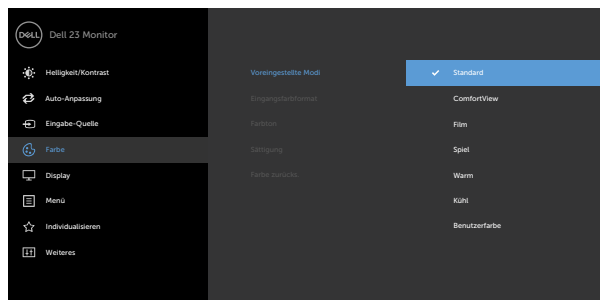 DELL Dell 23 Monitor
Helligkeit/Kontrast
Auto-Anpassung
Eingabe-Quelle
Farbe
Display
Menü
Individualisieren
Weiteres
Voreingestellte Modi
Eingangsfarbformat
Farbton
Sättigung
Farbe zurücks.
Standard
ComfortView
Film
Spiel
Warm
Kühl
Benutzerfarbe